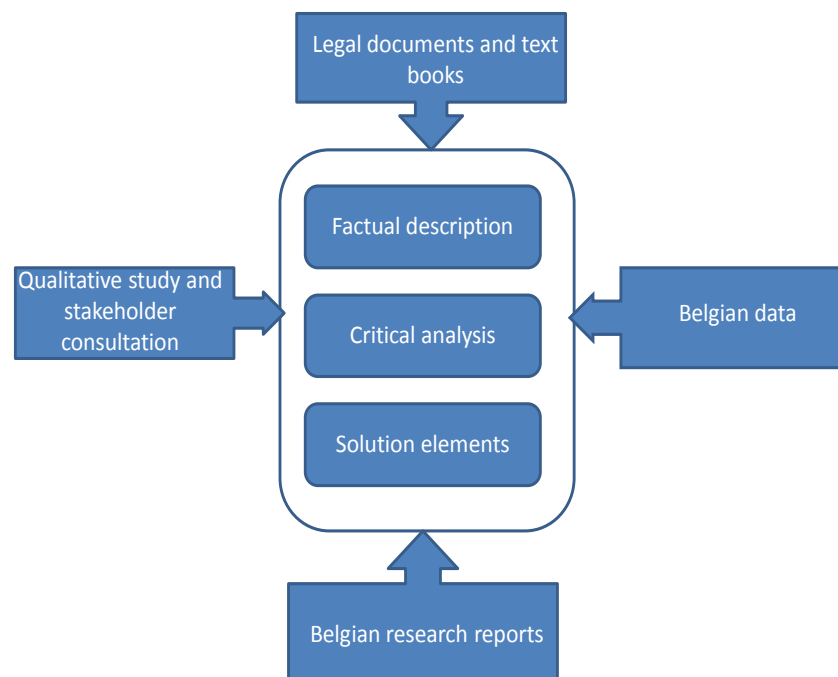 Legal documents and text
books
Factual description
Qualitative study and
stakeholder
consultation
Critical analysis
Belgian data
Solution elements
Belgian research reports